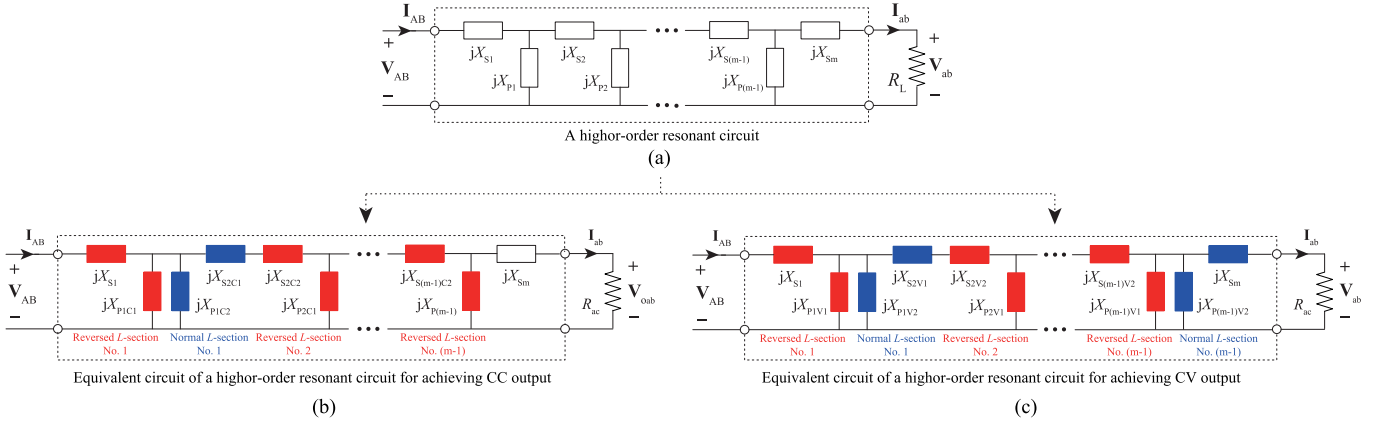 I_AB
I_ab
+
V_AB
−
jX_S1
jX_S2
jX_S(m-1)
jX_Sm
jX_P1
jX_P2
jX_P(m-1)
R_L
+
V_ab
−
A highor-order resonant circuit
(a)
I_AB
I_ab
+
V_AB
−
jX_S1
jX_P1C1
jX_P1C2
jX_S2C1
jX_S2C2
jX_P2C1
jX_S(m-1)C2
jX_P(m-1)
jX_Sm
R_ac
+
V_oab
−
Reversed L-section No. 1
Normal L-section No. 1
Reversed L-section No. 2
Reversed L-section No. (m-1)
Equivalent circuit of a highor-order resonant circuit for achieving CC output
(b)
I_AB
I_ab
+
V_AB
−
jX_S1
jX_P1V1
jX_P1V2
jX_S2V1
jX_S2V2
jX_P2V1
jX_S(m-1)V2
jX_P(m-1)V1
jX_P(m-1)V2
jX_Sm
R_ac
+
V_ab
−
Reversed L-section No. 1
Normal L-section No. 1
Reversed L-section No. 2
Reversed L-section No. (m-1)
Normal L-section No. (m-1)
Equivalent circuit of a highor-order resonant circuit for achieving CV output
(c)